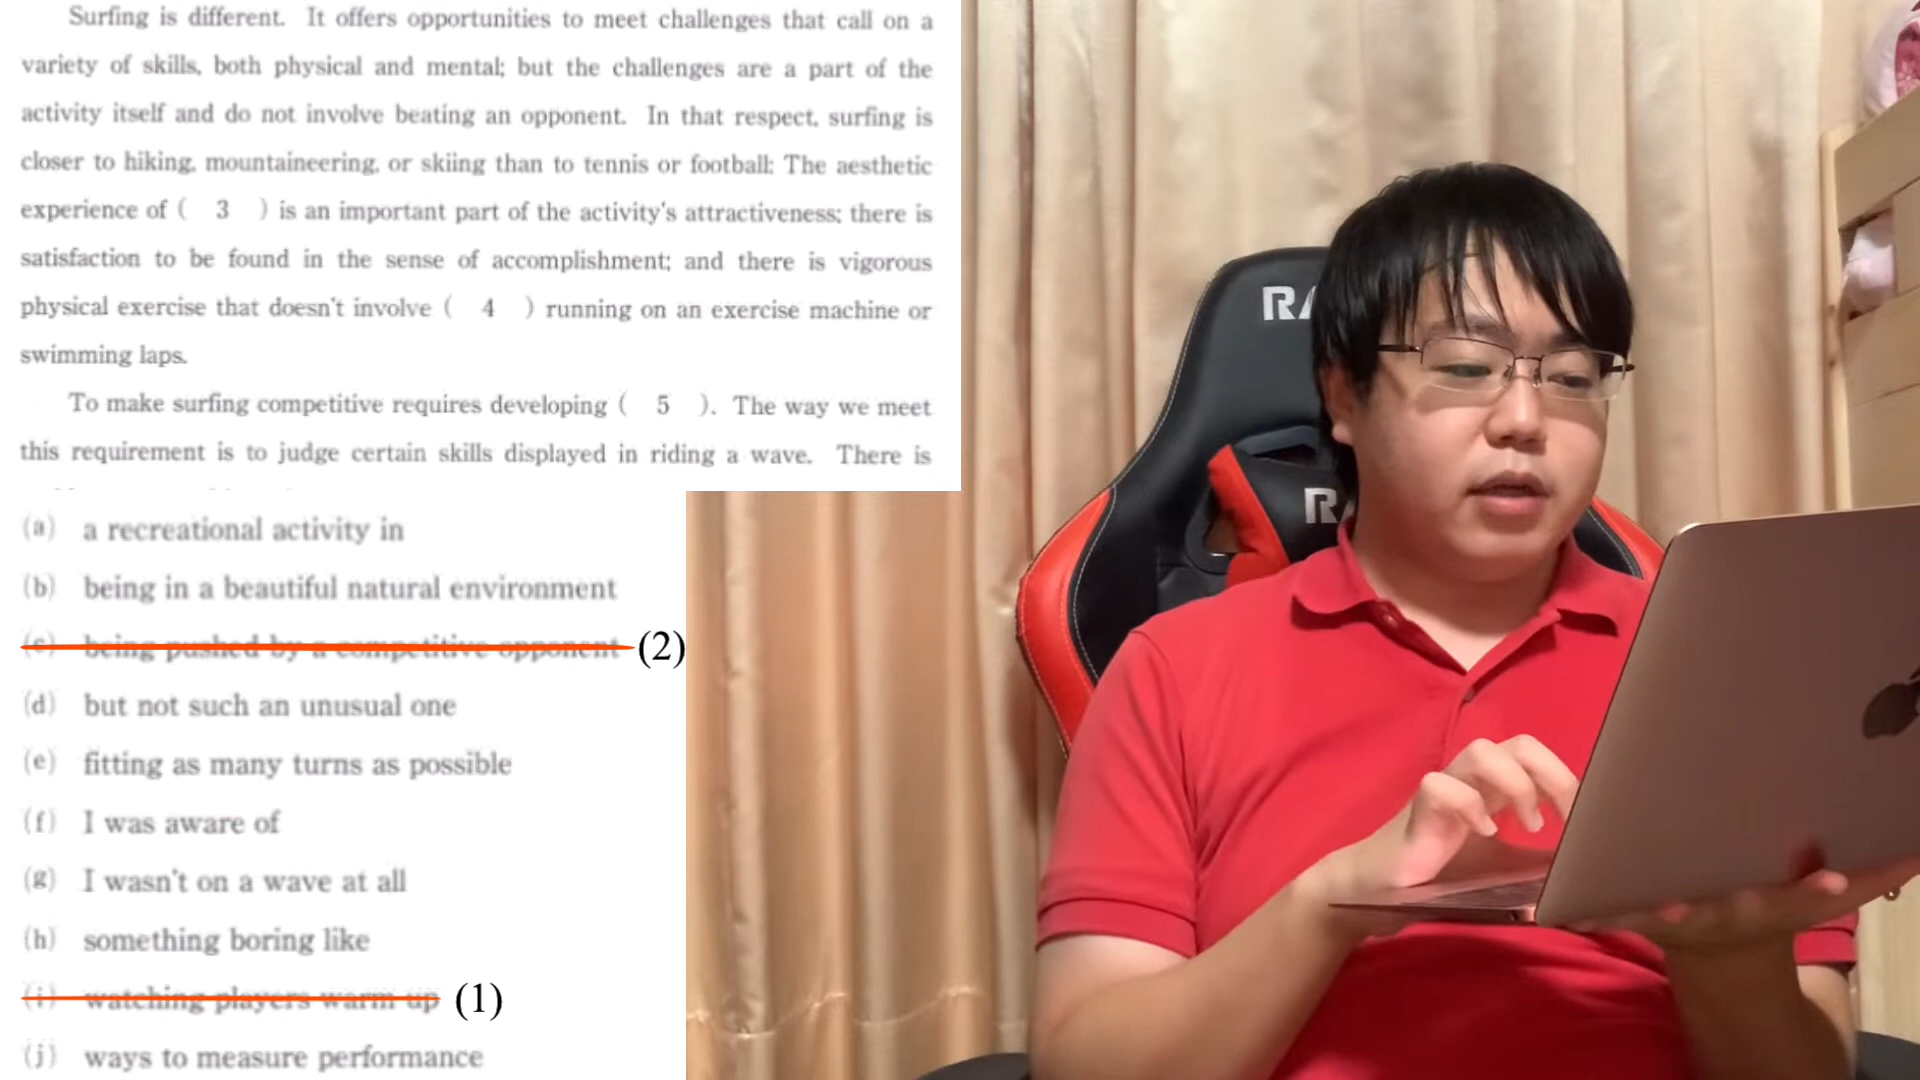 Surfing is different. It offers opportunities to meet challenges that call on a
variety of skills, both physical and mental; but the challenges are a part of the
activity itself and do not involve beating an opponent. In that respect, surfing is
closer to hiking, mountaineering, or skiing than to tennis or football: The aesthetic
experience of ( 3 ) is an important part of the activity's attractiveness; there is
satisfaction to be found in the sense of accomplishment; and there is vigorous
physical exercise that doesn't involve ( 4 ) running on an exercise machine or
swimming laps.
To make surfing competitive requires developing ( 5 ). The way we meet
this requirement is to judge certain skills displayed in riding a wave. There is
(a) a recreational activity in
(b) being in a beautiful natural environment
(c) being pushed by a competitive opponent (2)
(d) but not such an unusual one
(e) fitting as many turns as possible
(f) I was aware of
(g) I wasn't on a wave at all
(h) something boring like
(i) watching players warm up (1)
(j) ways to measure performance